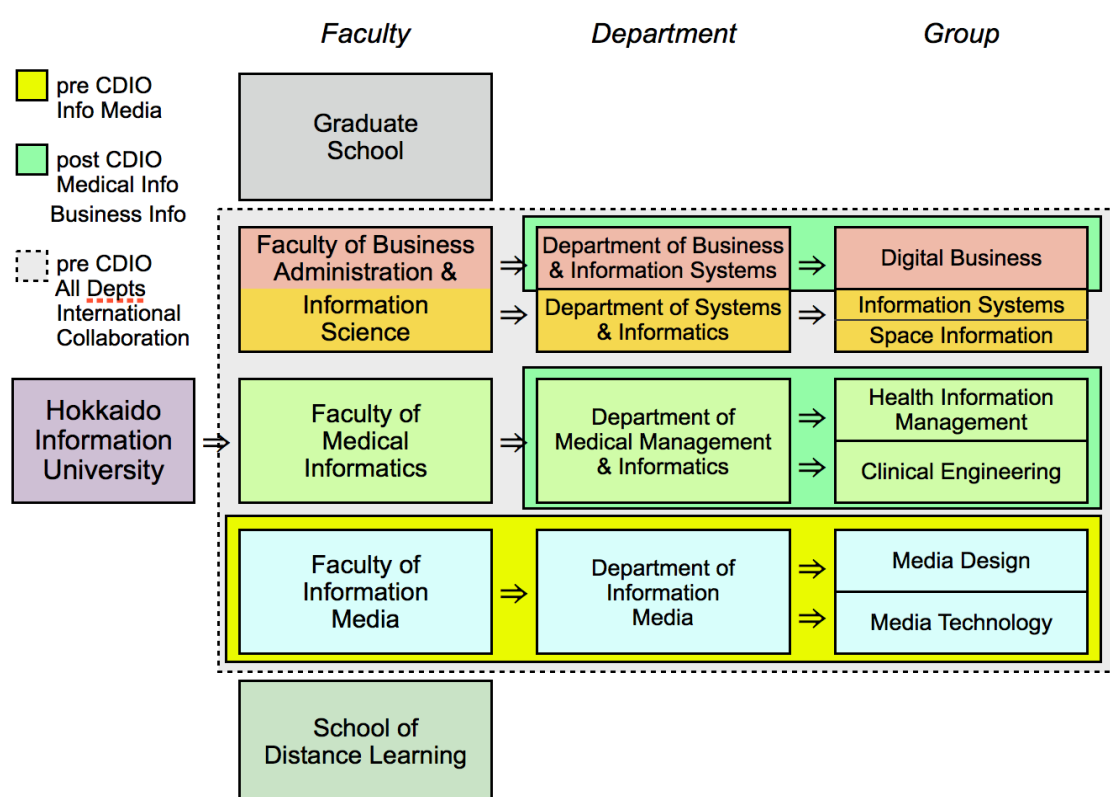 Faculty
Department
Group
pre CDIO
Info Media
post CDIO
Medical Info
Business Info
pre CDIO
All Depts
International
Collaboration
Hokkaido
Information
University
Graduate
School
Faculty of Business
Administration &
Information
Science
Department of Business
& Information Systems
Department of Systems
& Informatics
Digital Business
Information Systems
Space Information
Faculty of
Medical
Informatics
Department of
Medical Management
& Informatics
Health Information
Management
Clinical Engineering
Faculty of
Information
Media
Department of
Information
Media
Media Design
Media Technology
School of
Distance Learning